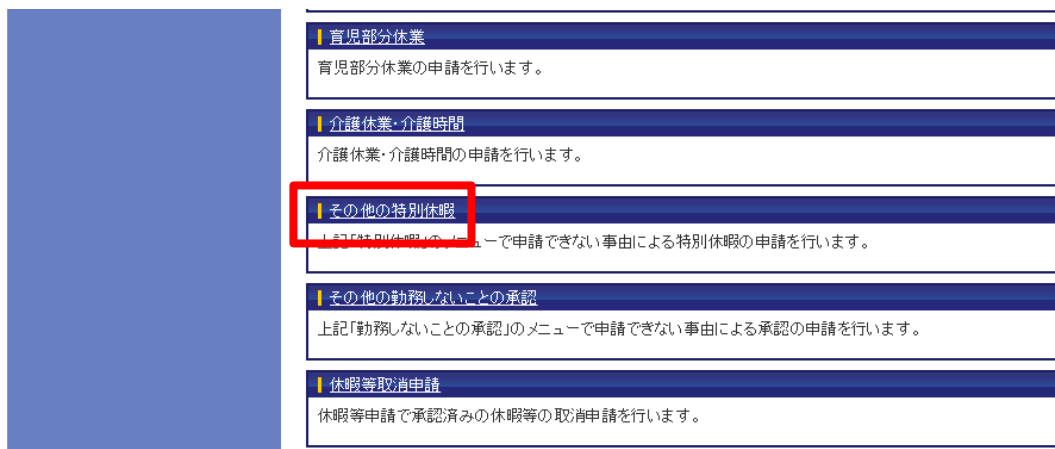 育児部分休業
育児部分休業の申請を行います。
介護休業・介護時間
介護休業・介護時間の申請を行います。
その他の特別休暇
上記「特別休暇」のメニューで申請できない事由による特別休暇の申請を行います。
その他の勤務しないことの承認
上記「勤務しないことの承認」のメニューで申請できない事由による承認の申請を行います。
休暇等取消申請
休暇等申請で承認済みの休暇等の取消申請を行います。